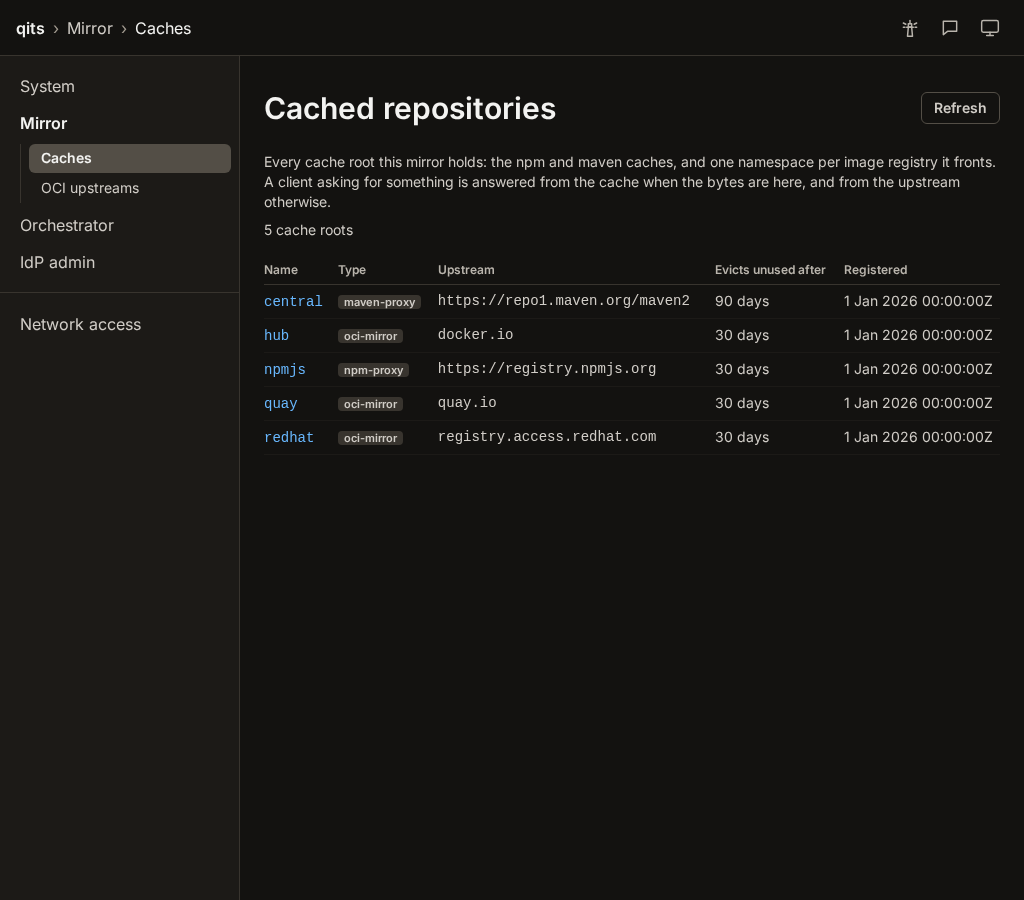 qits › Mirror › Caches
System
Mirror
Caches
OCI upstreams
Orchestrator
IdP admin
Network access
Cached repositories
Refresh
Every cache root this mirror holds: the npm and maven caches, and one namespace per image registry it fronts.
A client asking for something is answered from the cache when the bytes are here, and from the upstream
otherwise.
5 cache roots
Name Type Upstream Evicts unused after Registered
central maven-proxy https://repo1.maven.org/maven2 90 days 1 Jan 2026 00:00:00Z
hub oci-mirror docker.io 30 days 1 Jan 2026 00:00:00Z
npmjs npm-proxy https://registry.npmjs.org 30 days 1 Jan 2026 00:00:00Z
quay oci-mirror quay.io 30 days 1 Jan 2026 00:00:00Z
redhat oci-mirror registry.access.redhat.com 30 days 1 Jan 2026 00:00:00Z